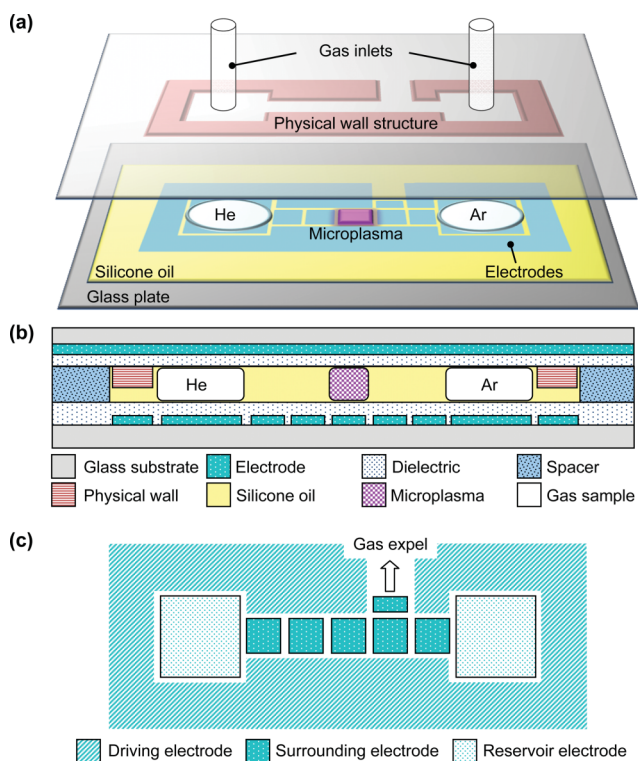 (a)
Gas inlets
Physical wall structure
He
Ar
Microplasma
Silicone oil
Electrodes
Glass plate
(b)
He
Ar
Glass substrate
Electrode
Dielectric
Spacer
Physical wall
Silicone oil
Microplasma
Gas sample
(c)
Gas expel
Driving electrode
Surrounding electrode
Reservoir electrode